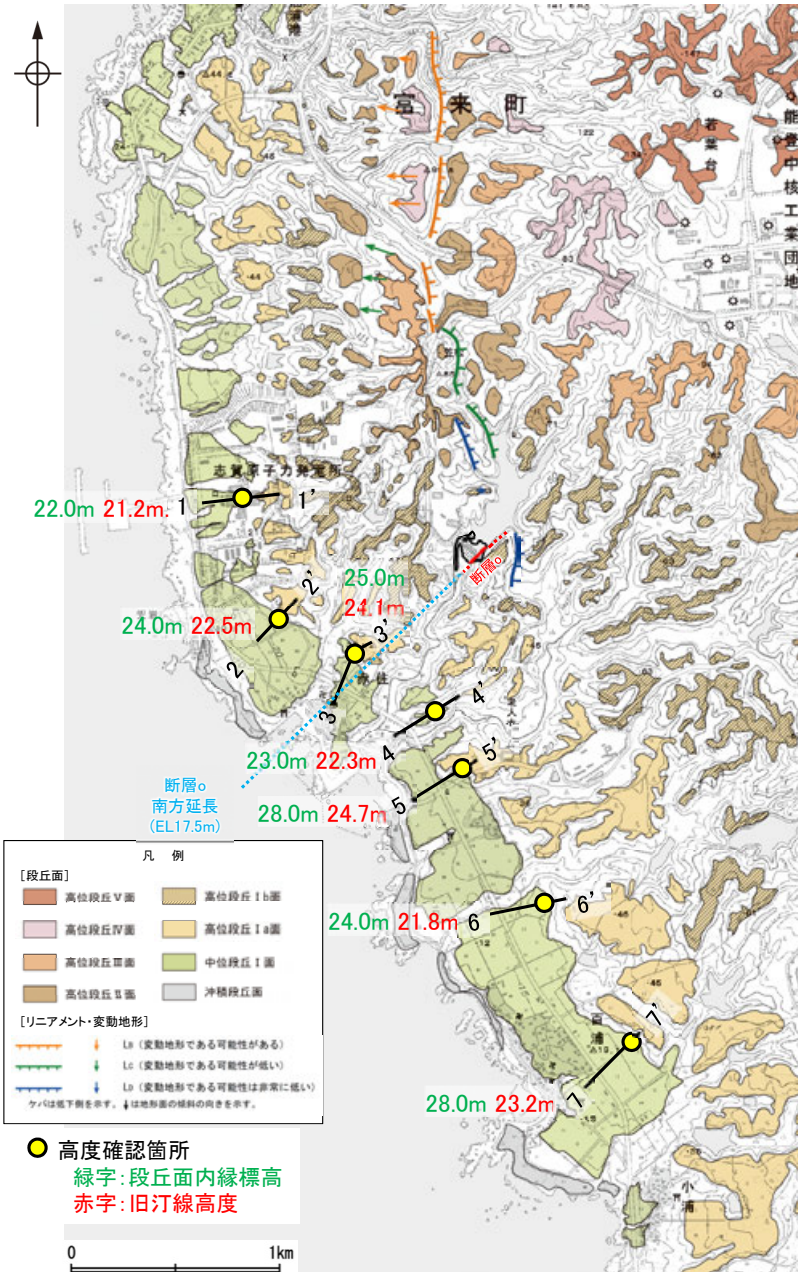 富来町
若葉台
能登中核工業団地
志賀原子力発電所
22.0m 21.2m
1
1'
断層o
25.0m
24.1m
2'
24.0m 22.5m
2
3'
赤住
3
4'
4
23.0m 22.3m
5'
5
28.0m 24.7m
断層o
南方延長
(EL17.5m)
6
6'
24.0m 21.8m
百浦
7'
7
28.0m 23.2m
小浦
凡 例
[段丘面]
高位段丘Ⅴ面
高位段丘Ⅰb面
高位段丘Ⅳ面
高位段丘Ⅰa面
高位段丘Ⅲ面
中位段丘Ⅰ面
高位段丘Ⅱ面
沖積段丘面
[リニアメント・変動地形]
LB (変動地形である可能性がある)
LC (変動地形である可能性が低い)
LD (変動地形である可能性は非常に低い)
ケバは低下側を示す。↓は地形面の傾斜の向きを示す。
高度確認箇所
緑字:段丘面内縁標高
赤字:旧汀線高度
0 1km